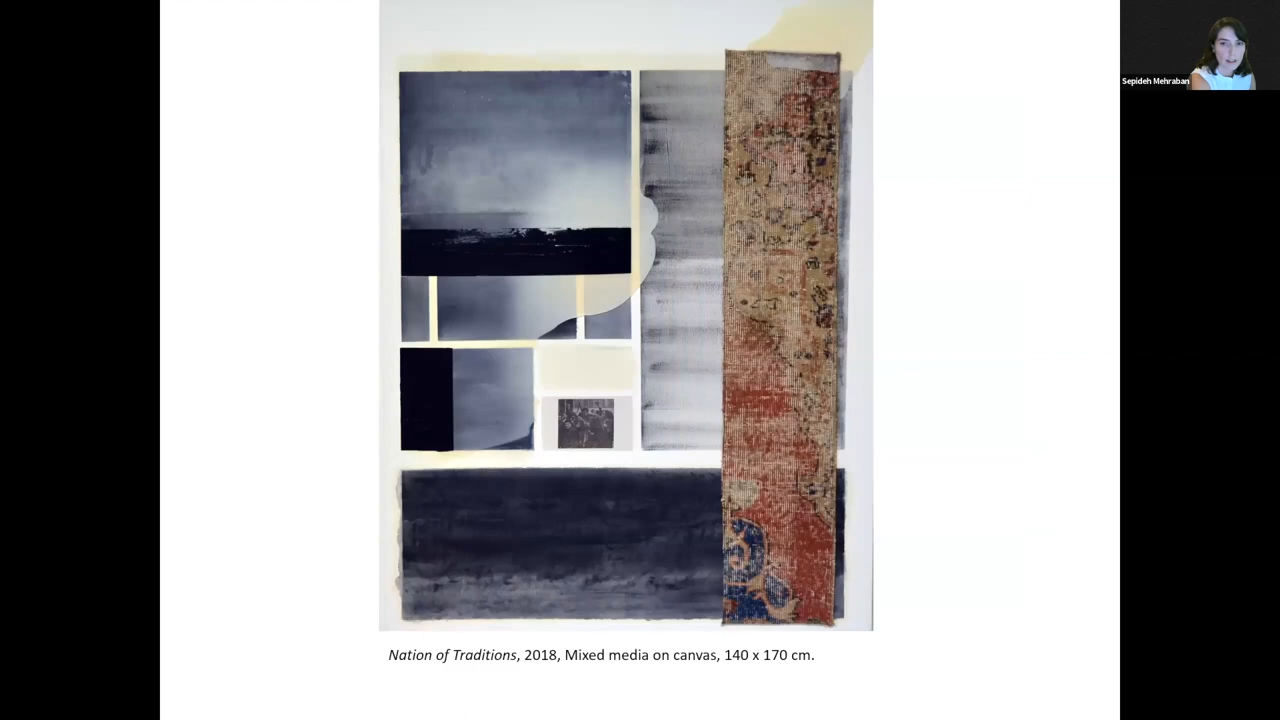 Sepideh Mehraban
Nation of Traditions, 2018, Mixed media on canvas, 140 x 170 cm.